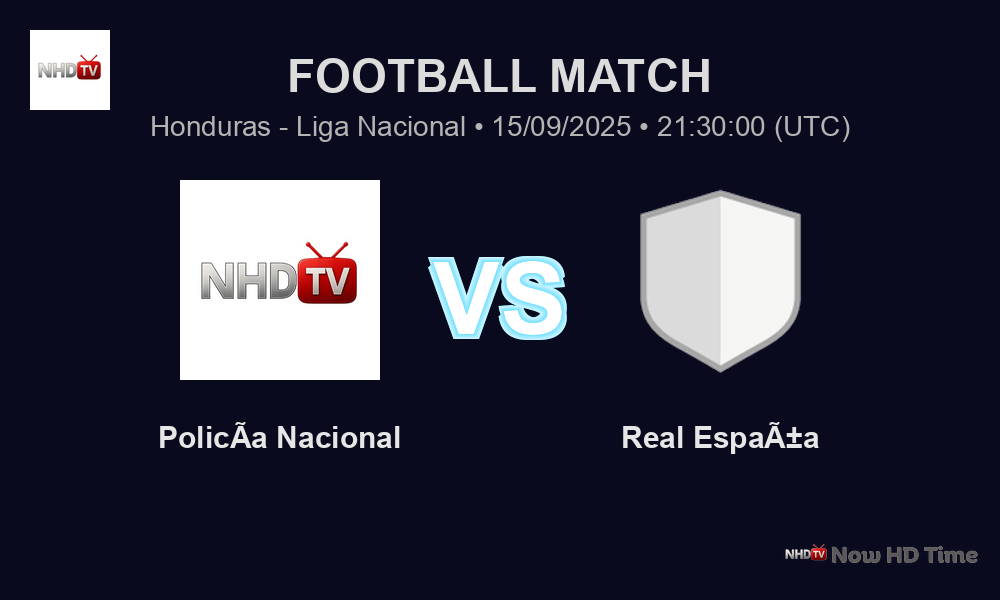 NHDTV
FOOTBALL MATCH
Honduras - Liga Nacional • 15/09/2025 • 21:30:00 (UTC)
NHDTV
VS
PolicÃa Nacional
Real EspaÃ±a
NHDTV Now HD Time